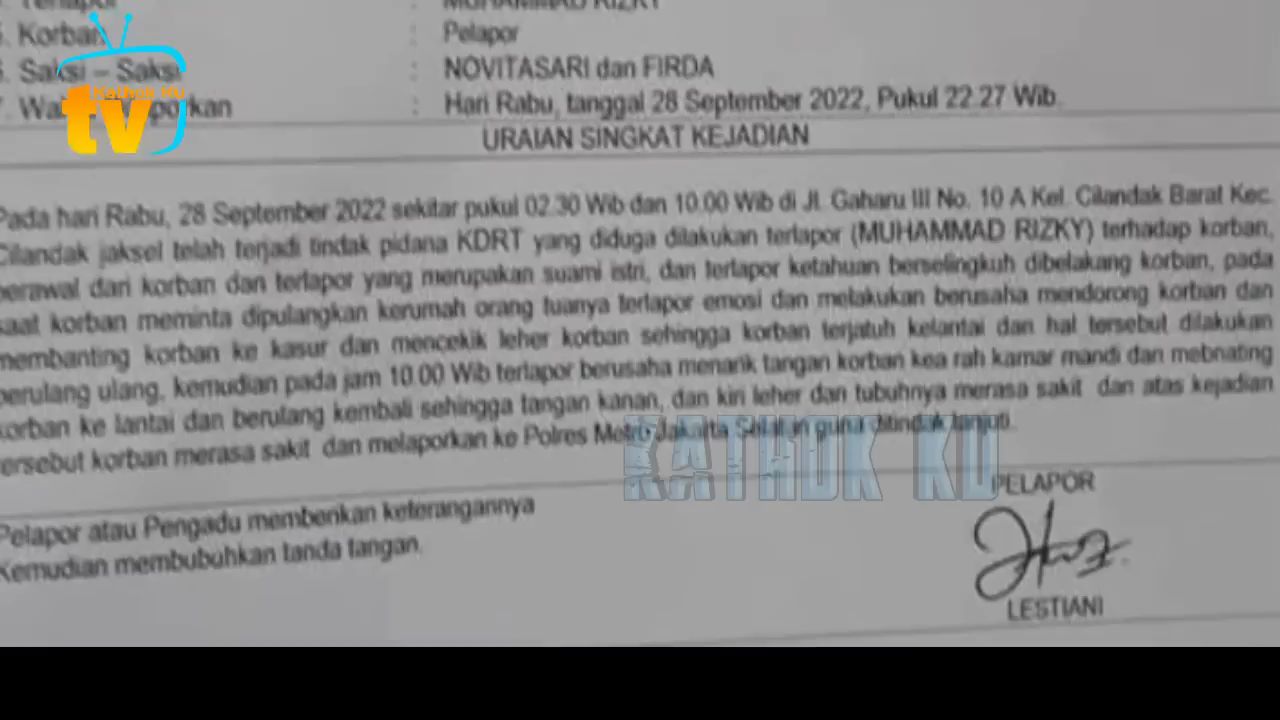 Terlapor : MUHAMMAD RIZKY
5. Korban : Pelapor
6. Saksi – Saksi : NOVITASARI dan FIRDA
7. : Hari Rabu, tanggal 28 September 2022, Pukul 22.27 Wib.
Kathok KU
tv
URAIAN SINGKAT KEJADIAN
Pada hari Rabu, 28 September 2022 sekitar pukul 02.30 Wib dan 10.00 Wib di Jl. Gaharu III No. 10 A Kel. Cilandak Barat Kec.
Cilandak jaksel telah terjadi tindak pidana KDRT yang diduga dilakukan terlapor (MUHAMMAD RIZKY) terhadap korban,
berawal dari korban dan terlapor yang merupakan suami istri, dan terlapor ketahuan berselingkuh dibelakang korban, pada
saat korban meminta dipulangkan kerumah orang tuanya terlapor emosi dan melakukan berusaha mendorong korban dan
membanting korban ke kasur dan mencekik leher korban sehingga korban terjatuh kelantai dan hal tersebut dilakukan
berulang ulang, kemudian pada jam 10.00 Wib terlapor berusaha menarik tangan korban kea rah kamar mandi dan mebnating
korban ke lantai dan berulang kembali sehingga tangan kanan, dan kiri leher dan tubuhnya merasa sakit dan atas kejadian
tersebut korban merasa sakit dan melaporkan ke Polres Metro Jakarta Selatan guna ditindak lanjuti.
KATHOK KU
Pelapor atau Pengadu memberikan keterangannya
Kemudian membubuhkan tanda tangan.
PELAPOR
LESTIANI